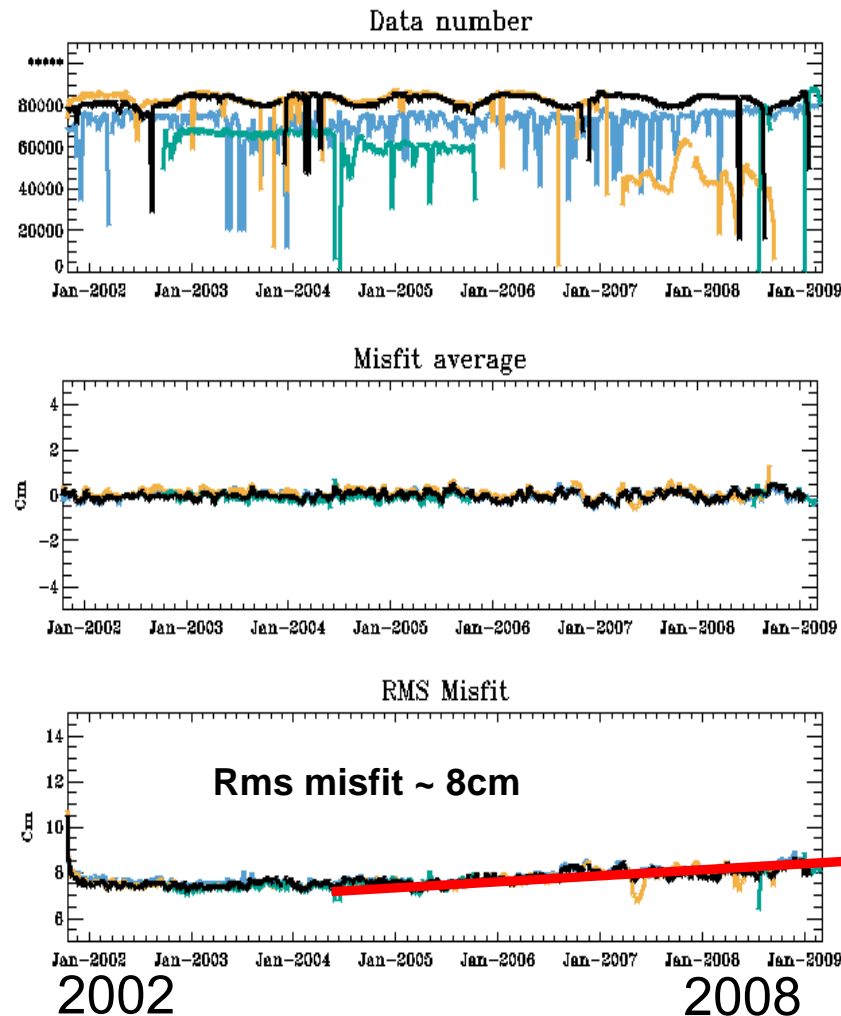 Data number
*****
80000
60000
40000
20000
0
Jan-2002 Jan-2003 Jan-2004 Jan-2005 Jan-2006 Jan-2007 Jan-2008 Jan-2009
Misfit average
4
2
0
-2
-4
Cm
Jan-2002 Jan-2003 Jan-2004 Jan-2005 Jan-2006 Jan-2007 Jan-2008 Jan-2009
RMS Misfit
14
12
10
8
6
Cm
Rms misfit ~ 8cm
Jan-2002 Jan-2003 Jan-2004 Jan-2005 Jan-2006 Jan-2007 Jan-2008 Jan-2009
2002 2008